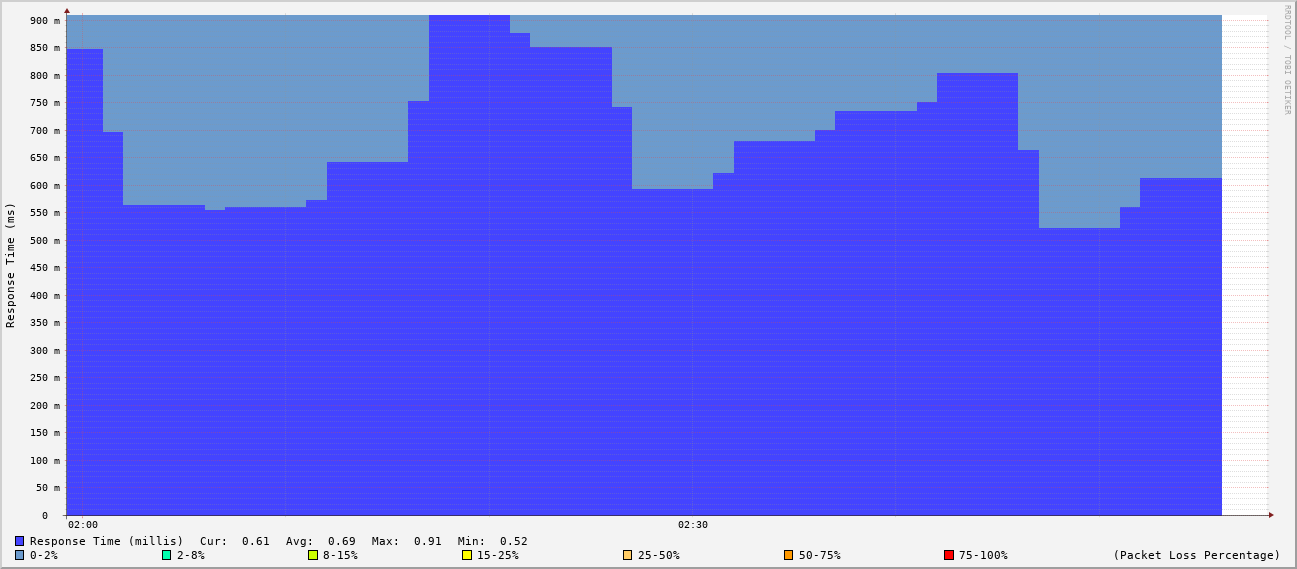 RRDTOOL / TOBI OETIKER
Response Time (ms)
900 m
850 m
800 m
750 m
700 m
650 m
600 m
550 m
500 m
450 m
400 m
350 m
300 m
250 m
200 m
150 m
100 m
50 m
0
02:00 02:30
Response Time (millis) Cur: 0.61 Avg: 0.69 Max: 0.91 Min: 0.52
0-2% 2-8% 8-15% 15-25% 25-50% 50-75% 75-100% (Packet Loss Percentage)